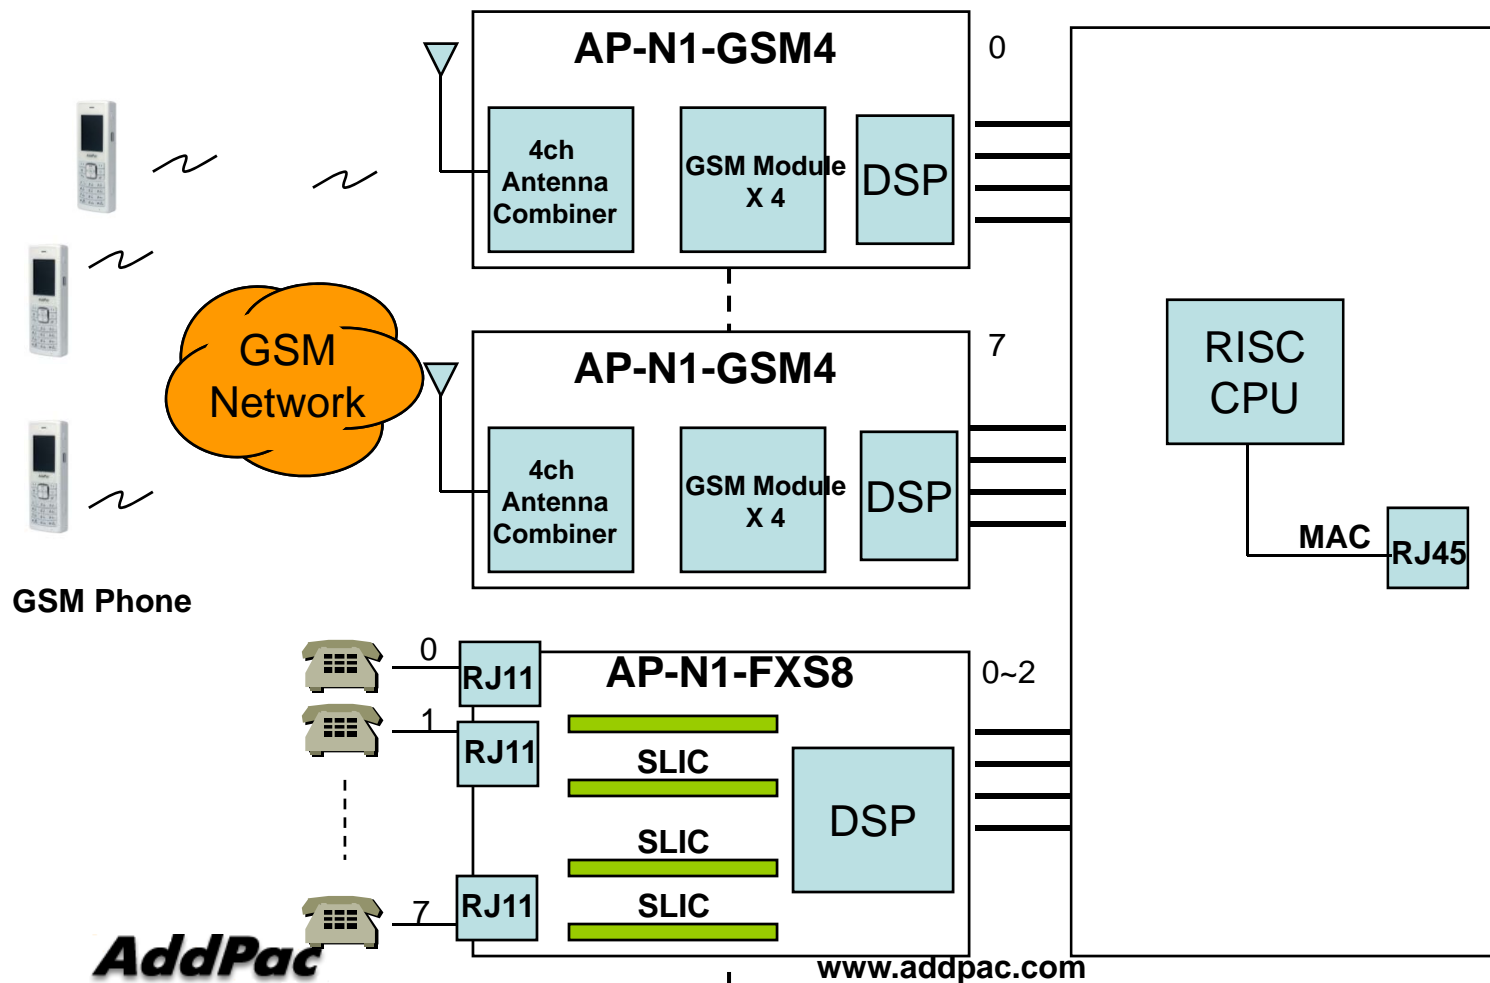 AP-N1-GSM4
0
4ch
Antenna
Combiner
GSM Module
X 4
DSP
GSM
Network
AP-N1-GSM4
7
4ch
Antenna
Combiner
GSM Module
X 4
DSP
RISC
CPU
MAC
RJ45
GSM Phone
0
RJ11
AP-N1-FXS8
0~2
1
RJ11
SLIC
DSP
SLIC
7
RJ11
SLIC
AddPac
www.addpac.com